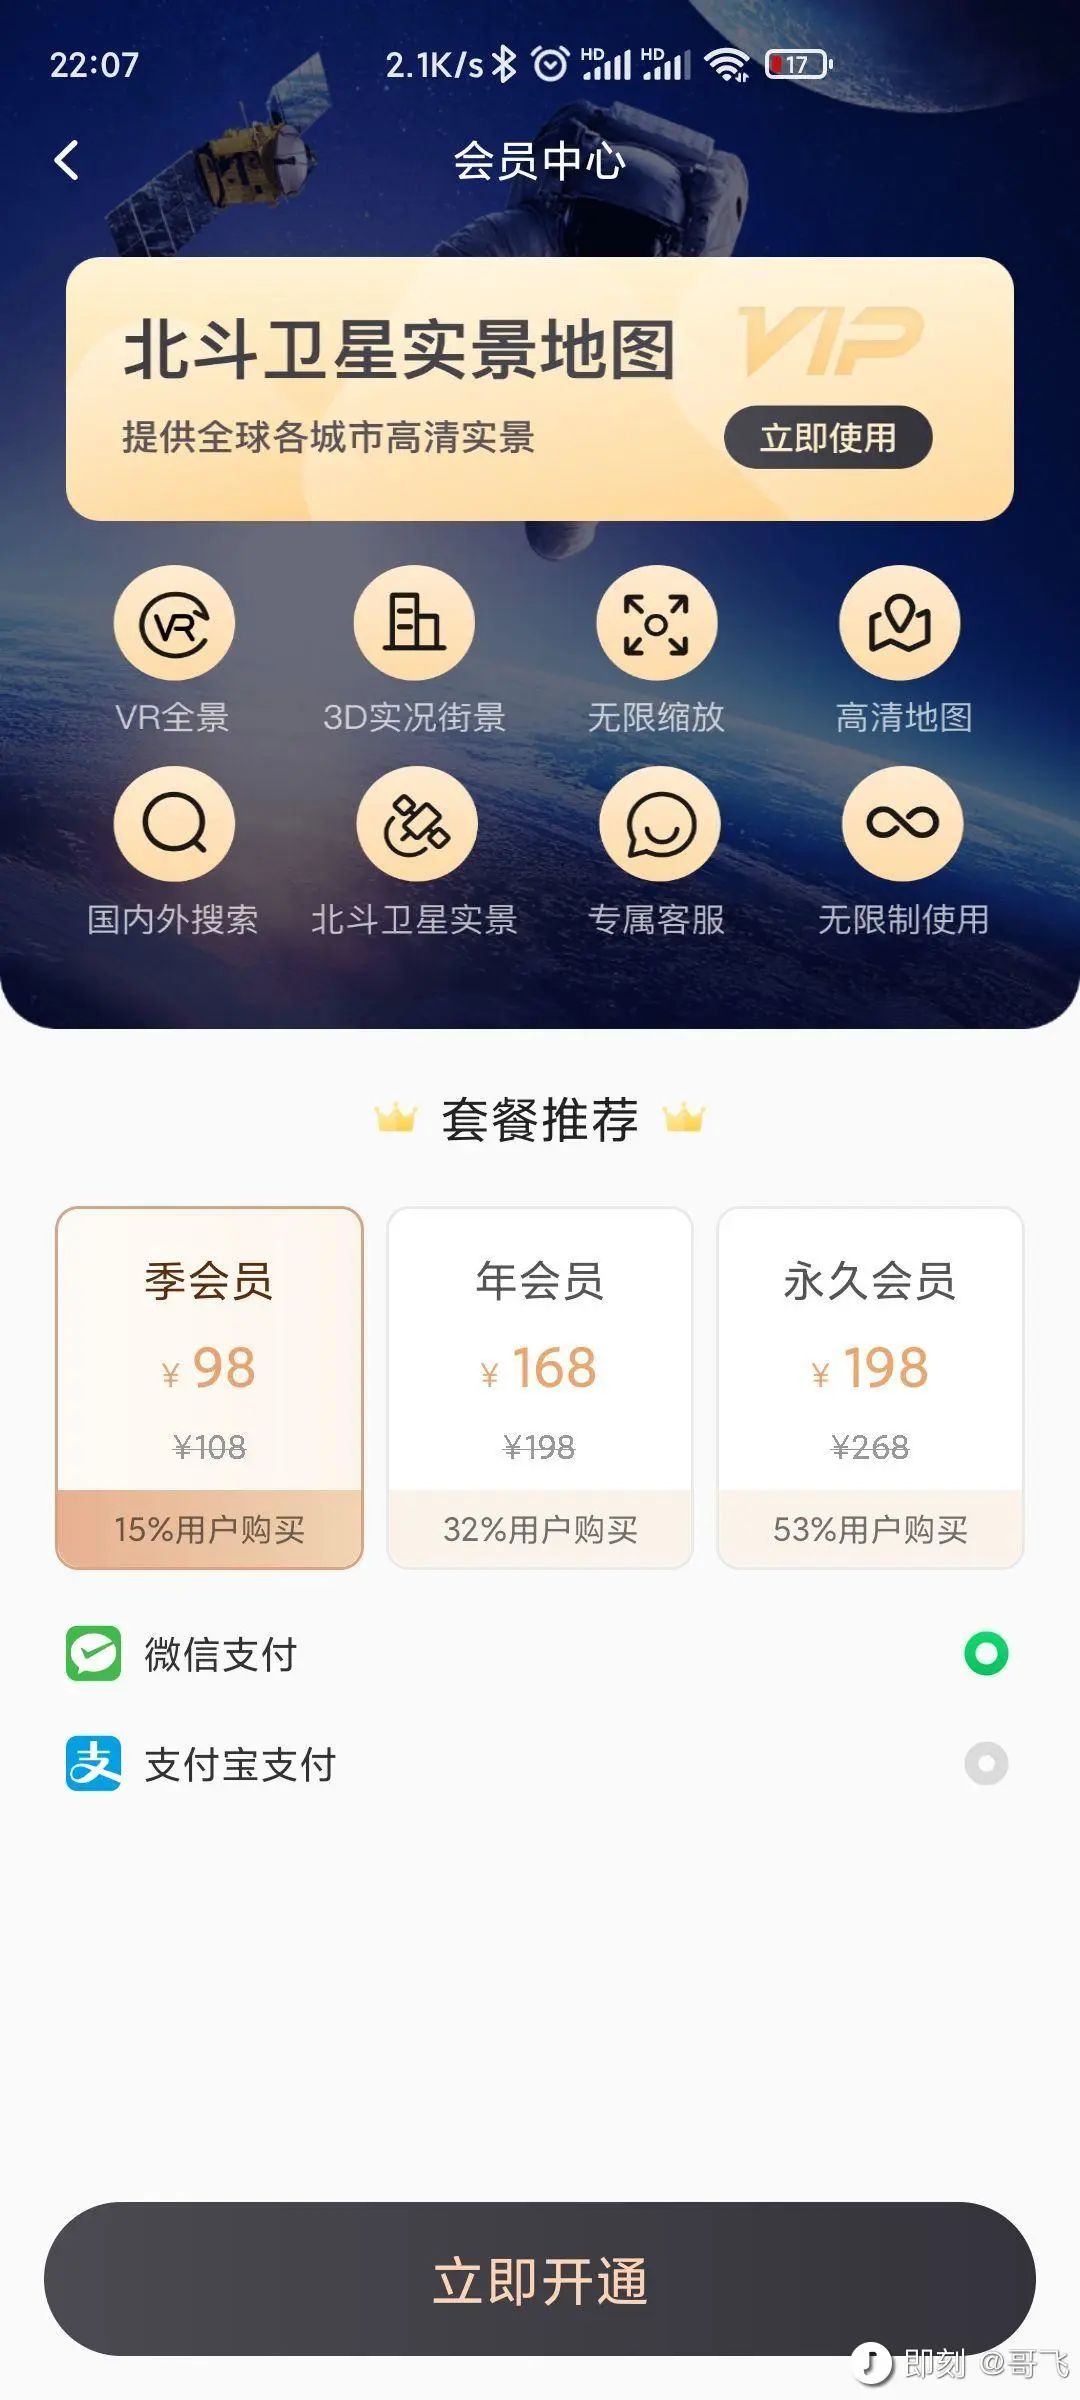 22:07 2.1K/s HD HD 17
会员中心
北斗卫星实景地图 VIP
提供全球各城市高清实景 立即使用
VR
VR全景 3D实况街景 无限缩放 高清地图
国内外搜索 北斗卫星实景 专属客服 无限制使用
套餐推荐
季会员 年会员 永久会员
¥ 98 ¥ 168 ¥ 198
¥108 ¥198 ¥268
15%用户购买 32%用户购买 53%用户购买
微信支付
支 支付宝支付
立即开通
即刻 @哥飞